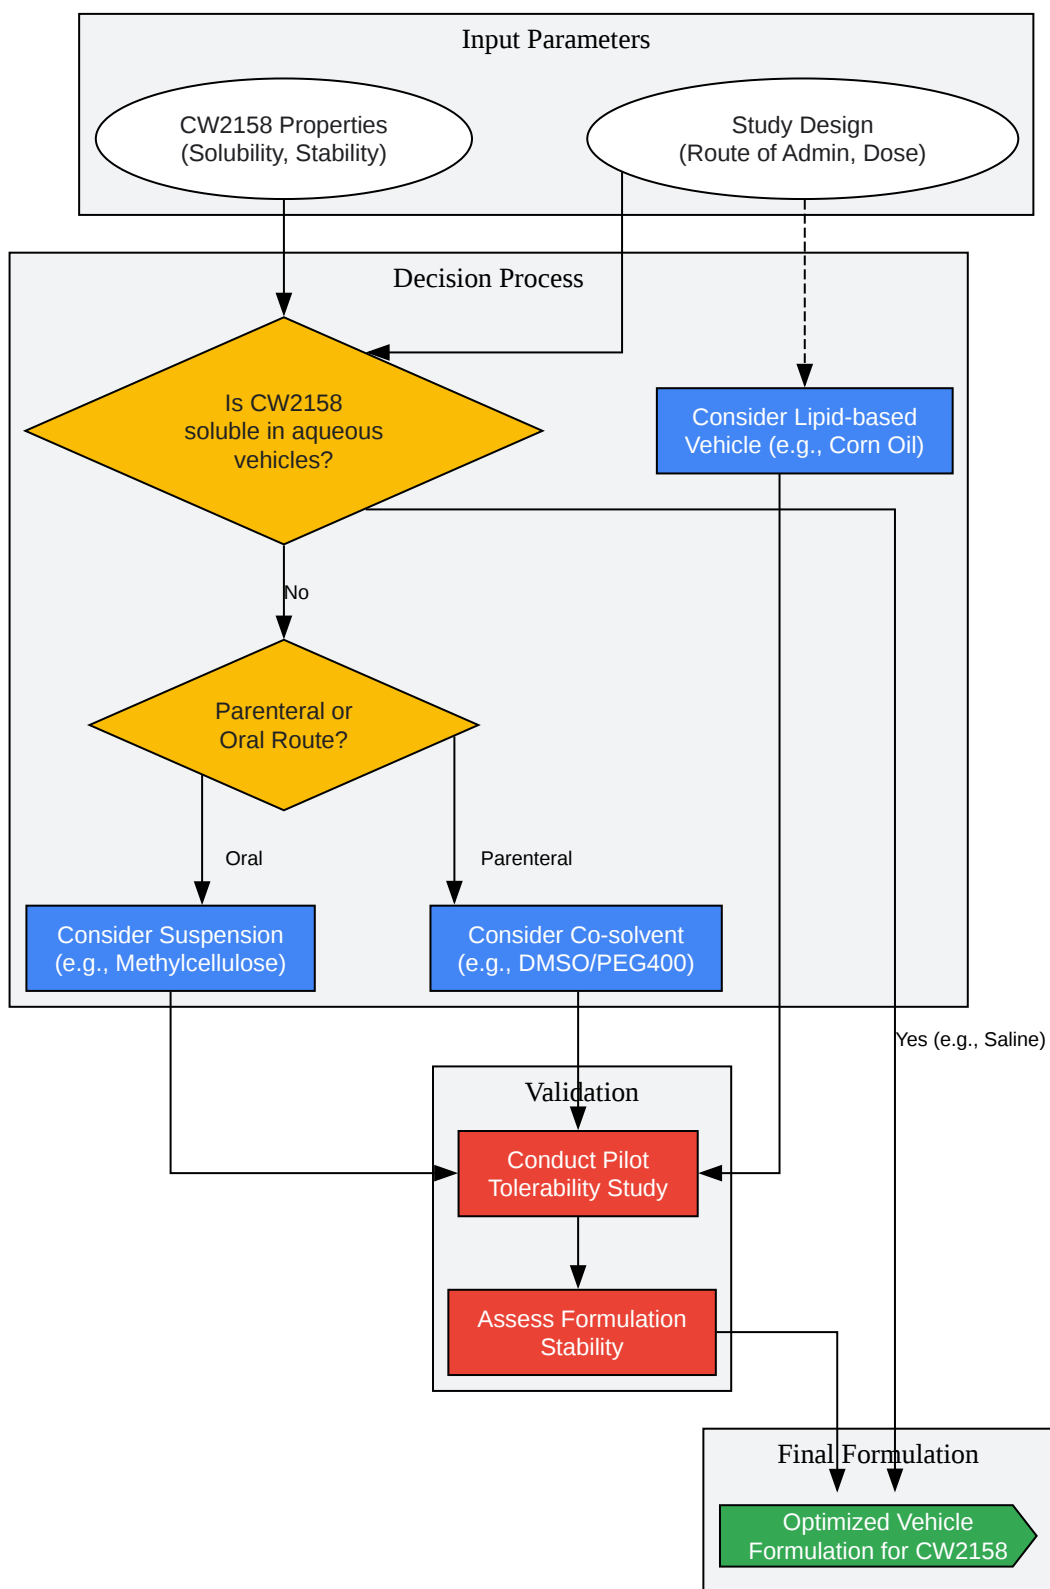 Input Parameters
CW2158 Properties
(Solubility, Stability)
Study Design
(Route of Admin, Dose)
Decision Process
Is CW2158
soluble in aqueous
vehicles?
Consider Lipid-based
Vehicle (e.g., Corn Oil)
No
Parenteral or
Oral Route?
Oral
Parenteral
Consider Suspension
(e.g., Methylcellulose)
Consider Co-solvent
(e.g., DMSO/PEG400)
Yes (e.g., Saline)
Validation
Conduct Pilot
Tolerability Study
Assess Formulation
Stability
Final Formulation
Optimized Vehicle
Formulation for CW2158